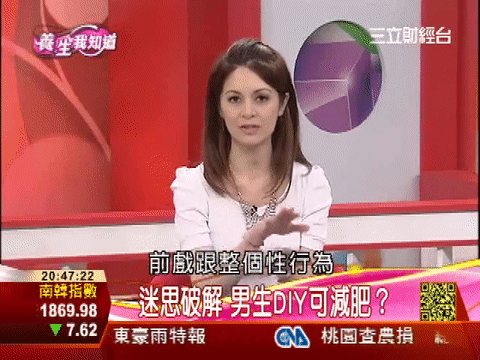 養生我知道
三立財經台
前戲跟整個性行為
迷思破解 男生DIY可減肥？
20:47:22
南韓指數
1869.98
▼7.62
東豪雨特報 CNA 桃園查農損